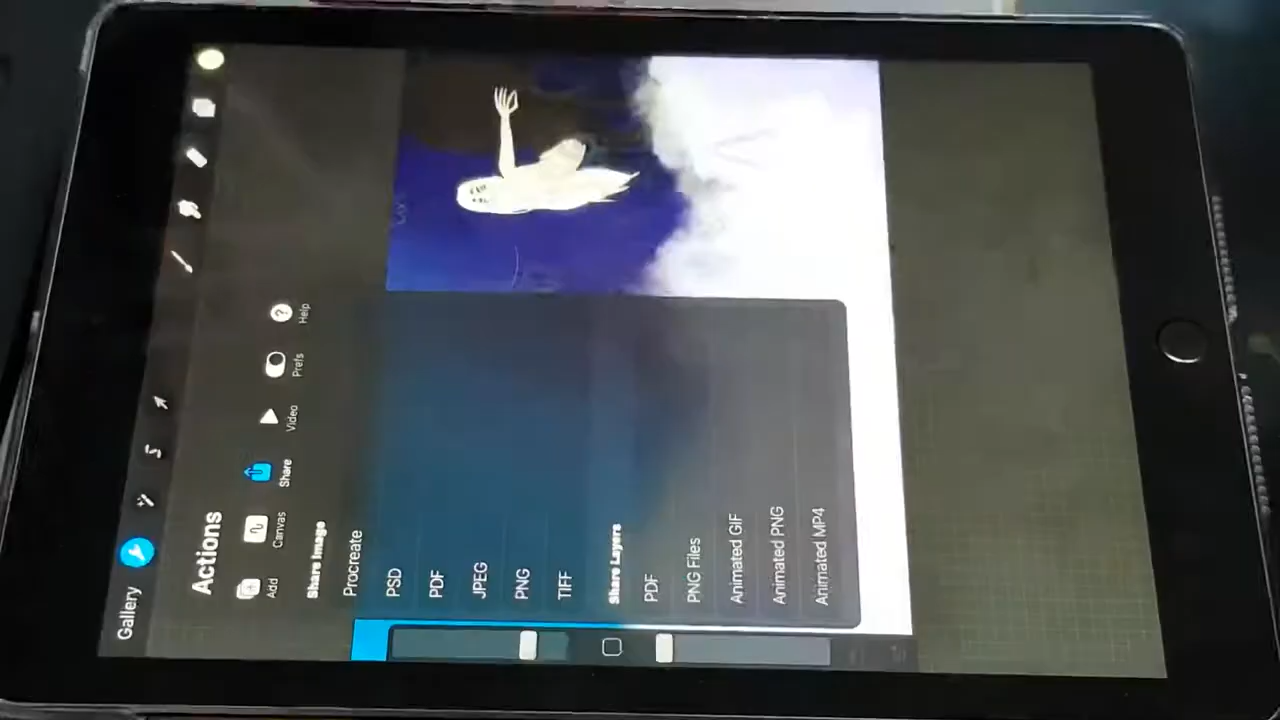 Gallery
Actions
Add
Canvas
Share
Video
Prefs
Help
Share Image
Procreate
PSD
PDF
JPEG
PNG
TIFF
Share Layers
PDF
PNG Files
Animated GIF
Animated PNG
Animated MP4